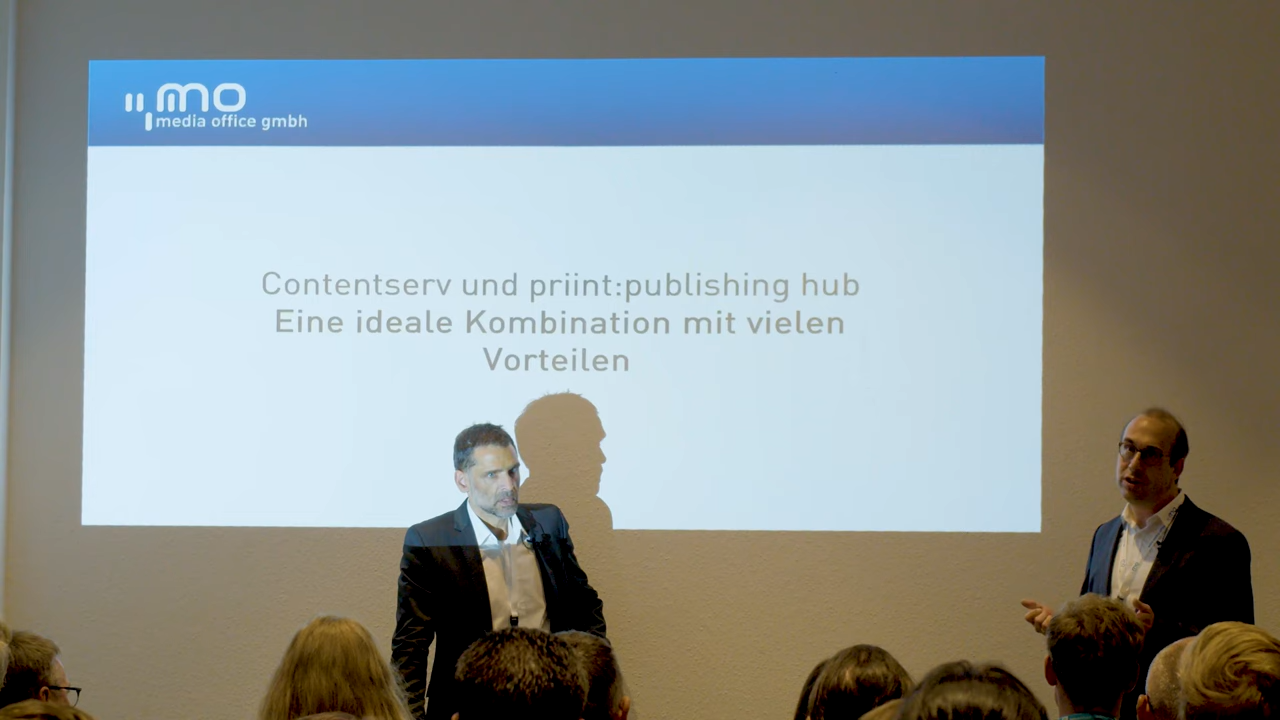 mo
media office gmbh
Contentserv und priint:publishing hub
Eine ideale Kombination mit vielen
Vorteilen